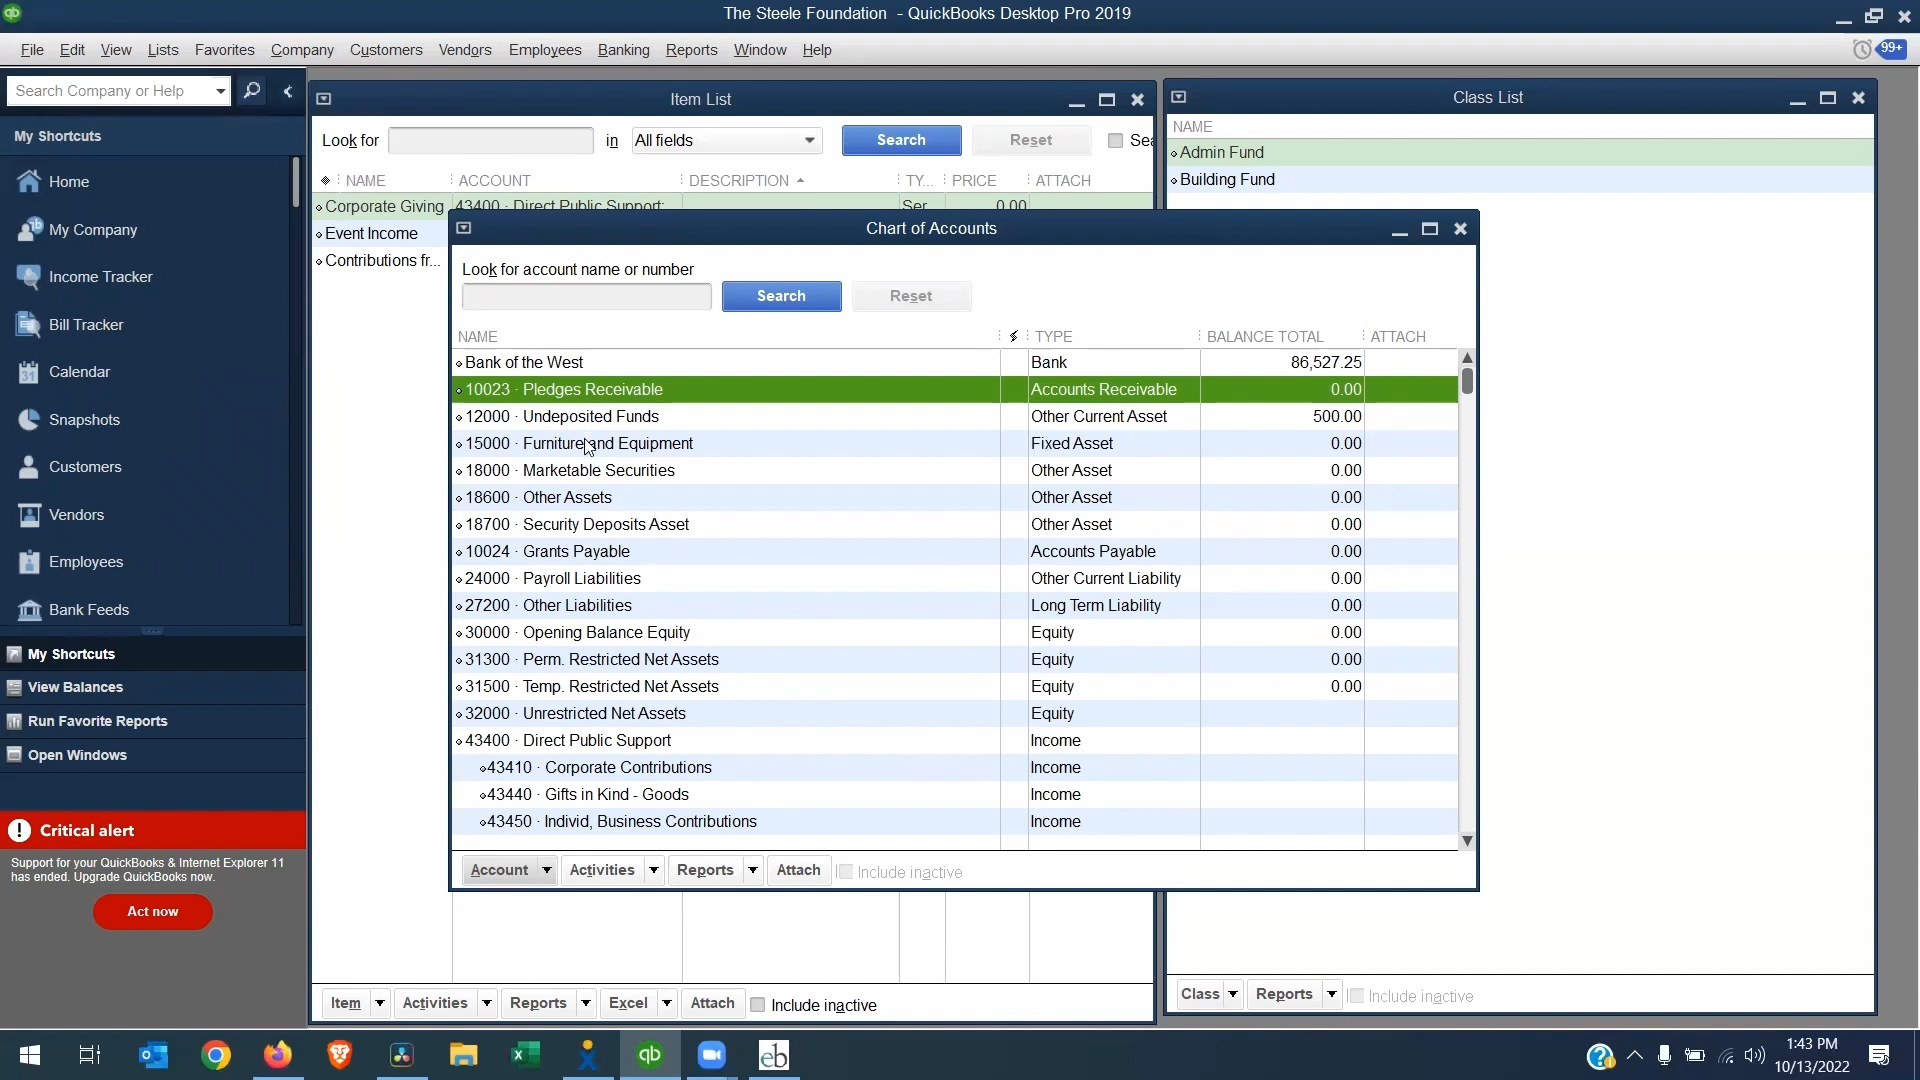 The Steele Foundation - QuickBooks Desktop Pro 2019
File Edit View Lists Favorites Company Customers Vendors Employees Banking Reports Window Help
99+
Search Company or Help
My Shortcuts
Home
My Company
Income Tracker
Bill Tracker
Calendar
Snapshots
Customers
Vendors
Employees
Bank Feeds
My Shortcuts
View Balances
Run Favorite Reports
Open Windows
Critical alert
Support for your QuickBooks & Internet Explorer 11
has ended. Upgrade QuickBooks now.
Act now
Item List
Look for in All fields Search Reset Sea
NAME ACCOUNT DESCRIPTION TY... PRICE ATTACH
Corporate Giving 43400 · Direct Public Support: Ser 0.00
Event Income
Contributions fr...
Item Activities Reports Excel Attach Include inactive
Chart of Accounts
Look for account name or number
Search Reset
NAME TYPE BALANCE TOTAL ATTACH
Bank of the West Bank 86,527.25
10023 · Pledges Receivable Accounts Receivable 0.00
12000 · Undeposited Funds Other Current Asset 500.00
15000 · Furniture and Equipment Fixed Asset 0.00
18000 · Marketable Securities Other Asset 0.00
18600 · Other Assets Other Asset 0.00
18700 · Security Deposits Asset Other Asset 0.00
10024 · Grants Payable Accounts Payable 0.00
24000 · Payroll Liabilities Other Current Liability 0.00
27200 · Other Liabilities Long Term Liability 0.00
30000 · Opening Balance Equity Equity 0.00
31300 · Perm. Restricted Net Assets Equity 0.00
31500 · Temp. Restricted Net Assets Equity 0.00
32000 · Unrestricted Net Assets Equity
43400 · Direct Public Support Income
43410 · Corporate Contributions Income
43440 · Gifts in Kind - Goods Income
43450 · Individ, Business Contributions Income
Account Activities Reports Attach Include inactive
Class List
NAME
Admin Fund
Building Fund
Class Reports Include inactive
qb
eb
1:43 PM
10/13/2022